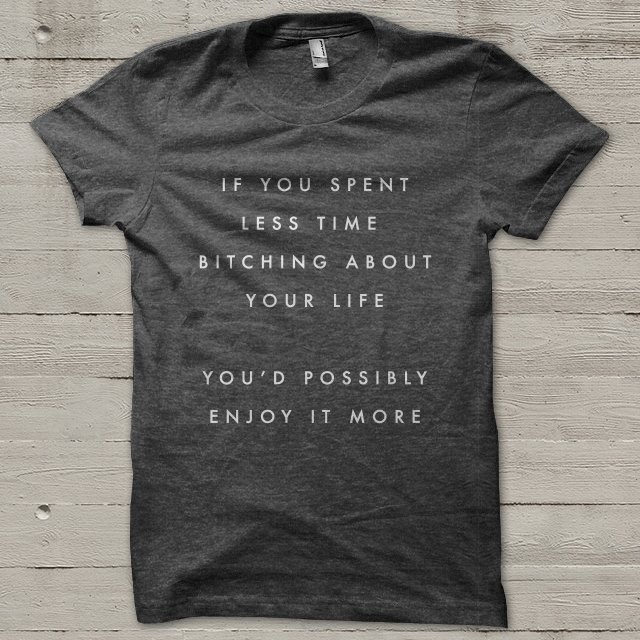 IF YOU SPENT
LESS TIME
BITCHING ABOUT
YOUR LIFE
YOU'D POSSIBLY
ENJOY IT MORE